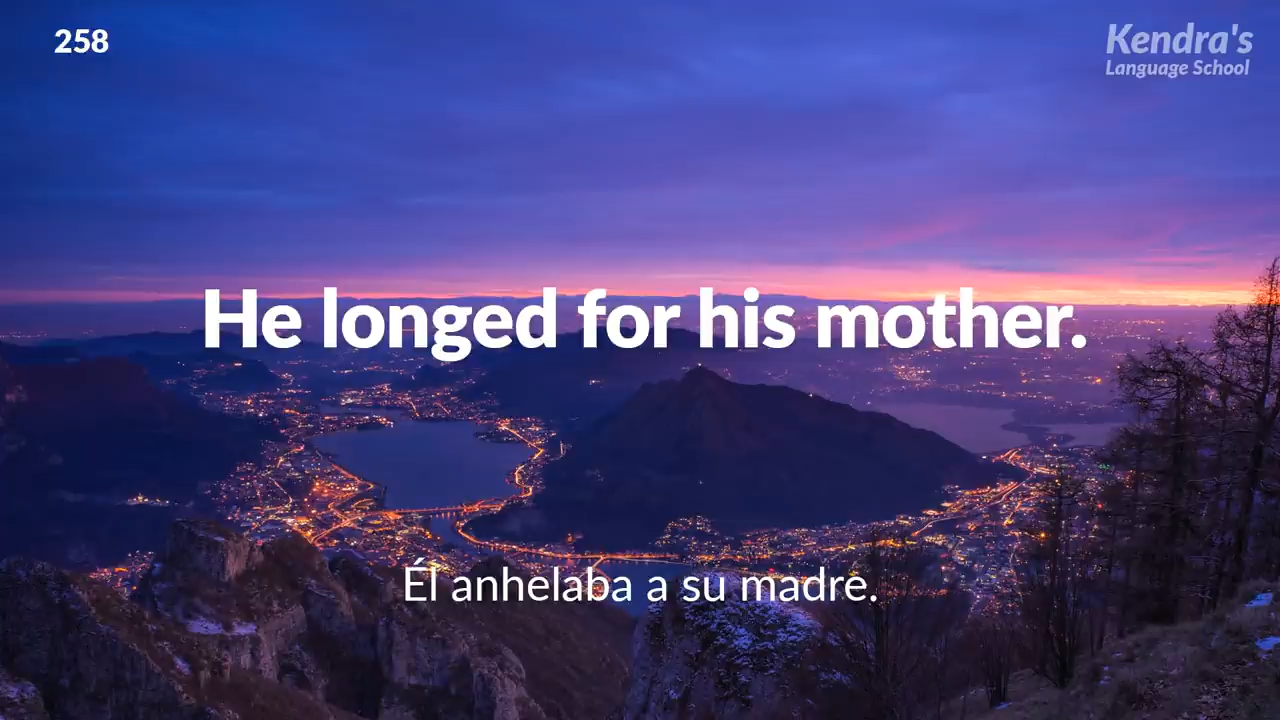 258
Kendra's
Language School
He longed for his mother.
Él anhelaba a su madre.